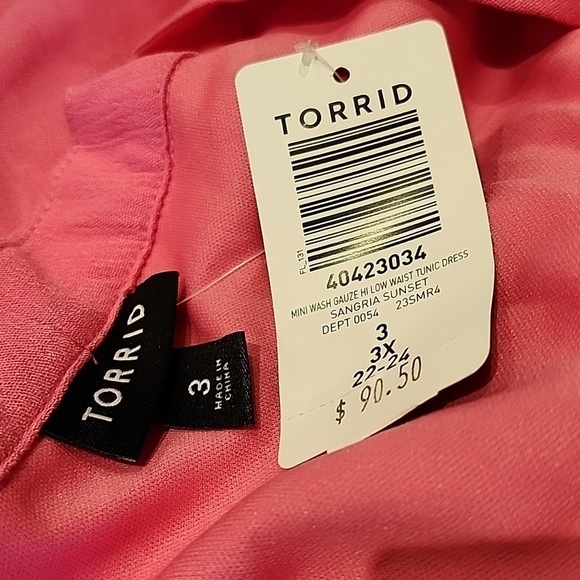 TORRID
FL_131
40423034
MINI WASH GAUZE HI LOW WAIST TUNIC DRESS
SANGRIA SUNSET
DEPT 0054 23SMR4
3
3X
22-24
$ 90.50
TORRID
3
MADE IN
CHINA